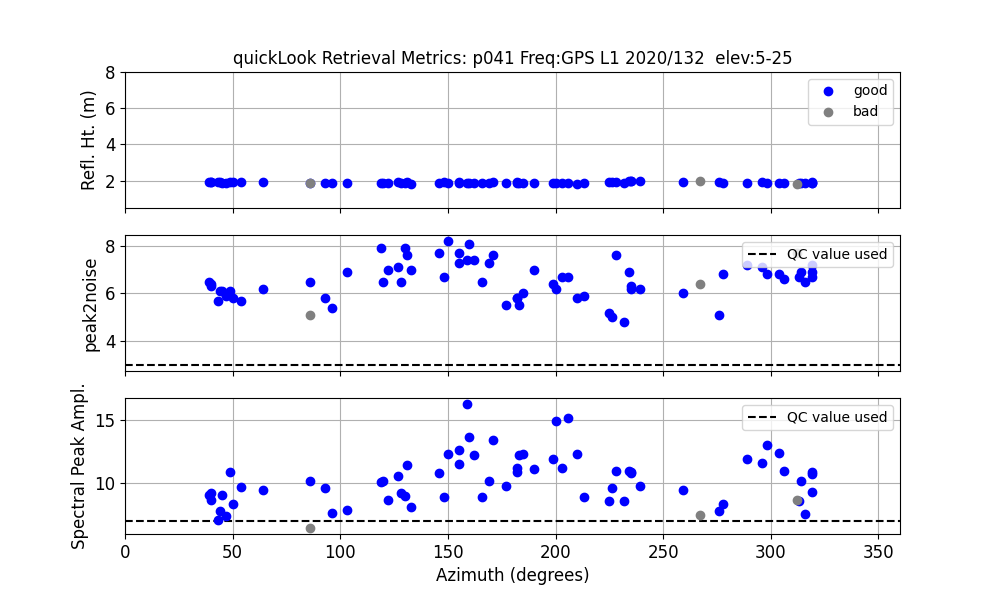 quickLook Retrieval Metrics: p041 Freq:GPS L1 2020/132  elev:5-25
Refl. Ht. (m)
8
6
4
2
good
bad
peak2noise
8
6
4
QC value used
Spectral Peak Ampl.
15
10
QC value used
0 50 100 150 200 250 300 350
Azimuth (degrees)